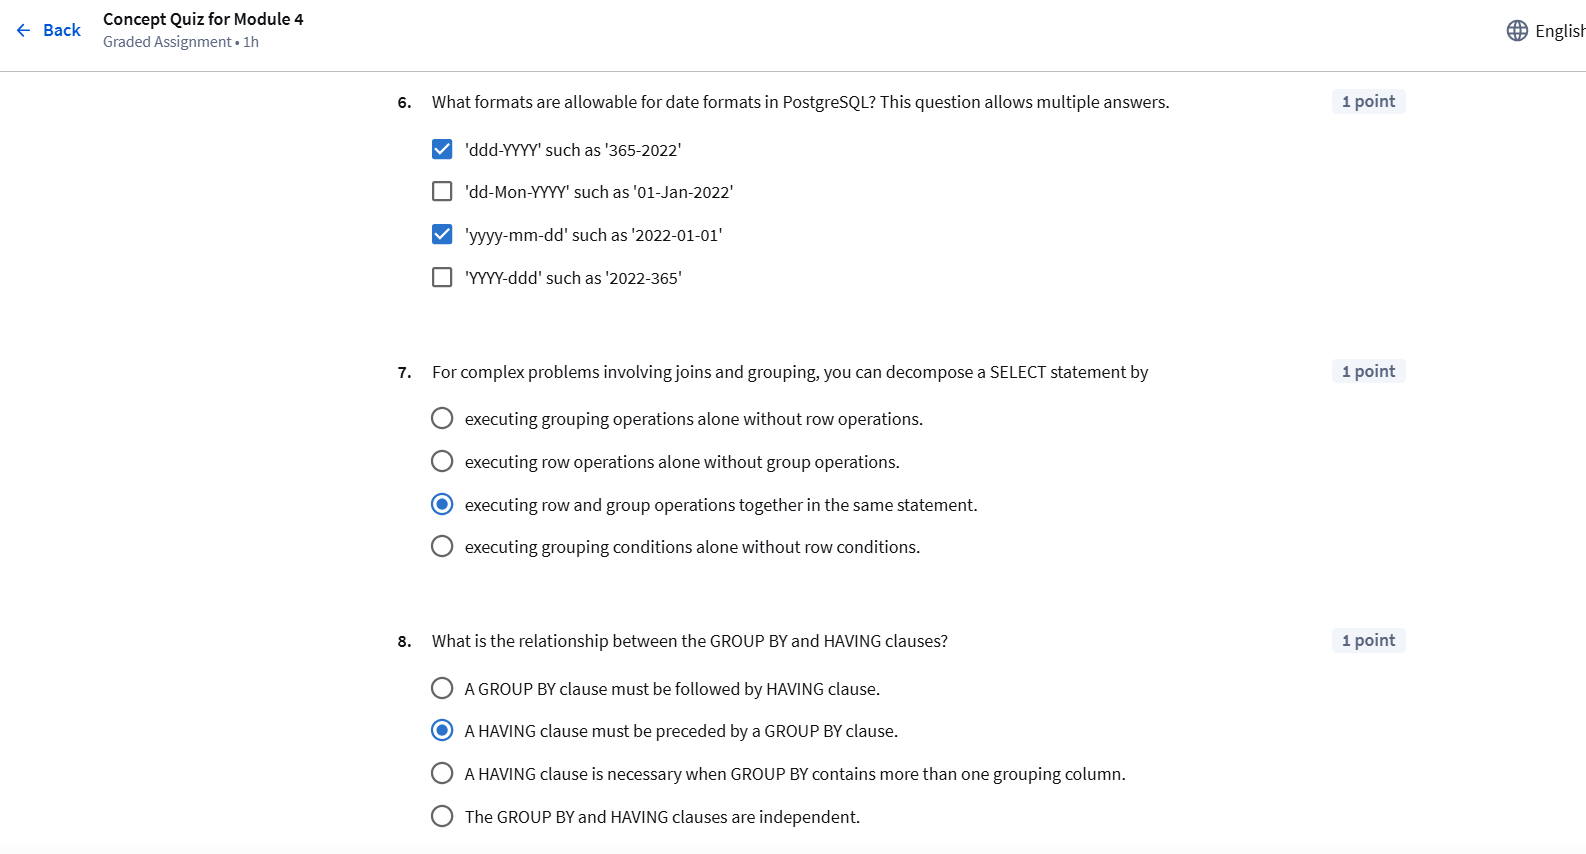 Back
Concept Quiz for Module 4
Graded Assignment • 1h
English
6. What formats are allowable for date formats in PostgreSQL? This question allows multiple answers.
1 point
'ddd-YYYY' such as '365-2022'
'dd-Mon-YYYY' such as '01-Jan-2022'
'yyyy-mm-dd' such as '2022-01-01'
'YYYY-ddd' such as '2022-365'
7. For complex problems involving joins and grouping, you can decompose a SELECT statement by
1 point
executing grouping operations alone without row operations.
executing row operations alone without group operations.
executing row and group operations together in the same statement.
executing grouping conditions alone without row conditions.
8. What is the relationship between the GROUP BY and HAVING clauses?
1 point
A GROUP BY clause must be followed by HAVING clause.
A HAVING clause must be preceded by a GROUP BY clause.
A HAVING clause is necessary when GROUP BY contains more than one grouping column.
The GROUP BY and HAVING clauses are independent.